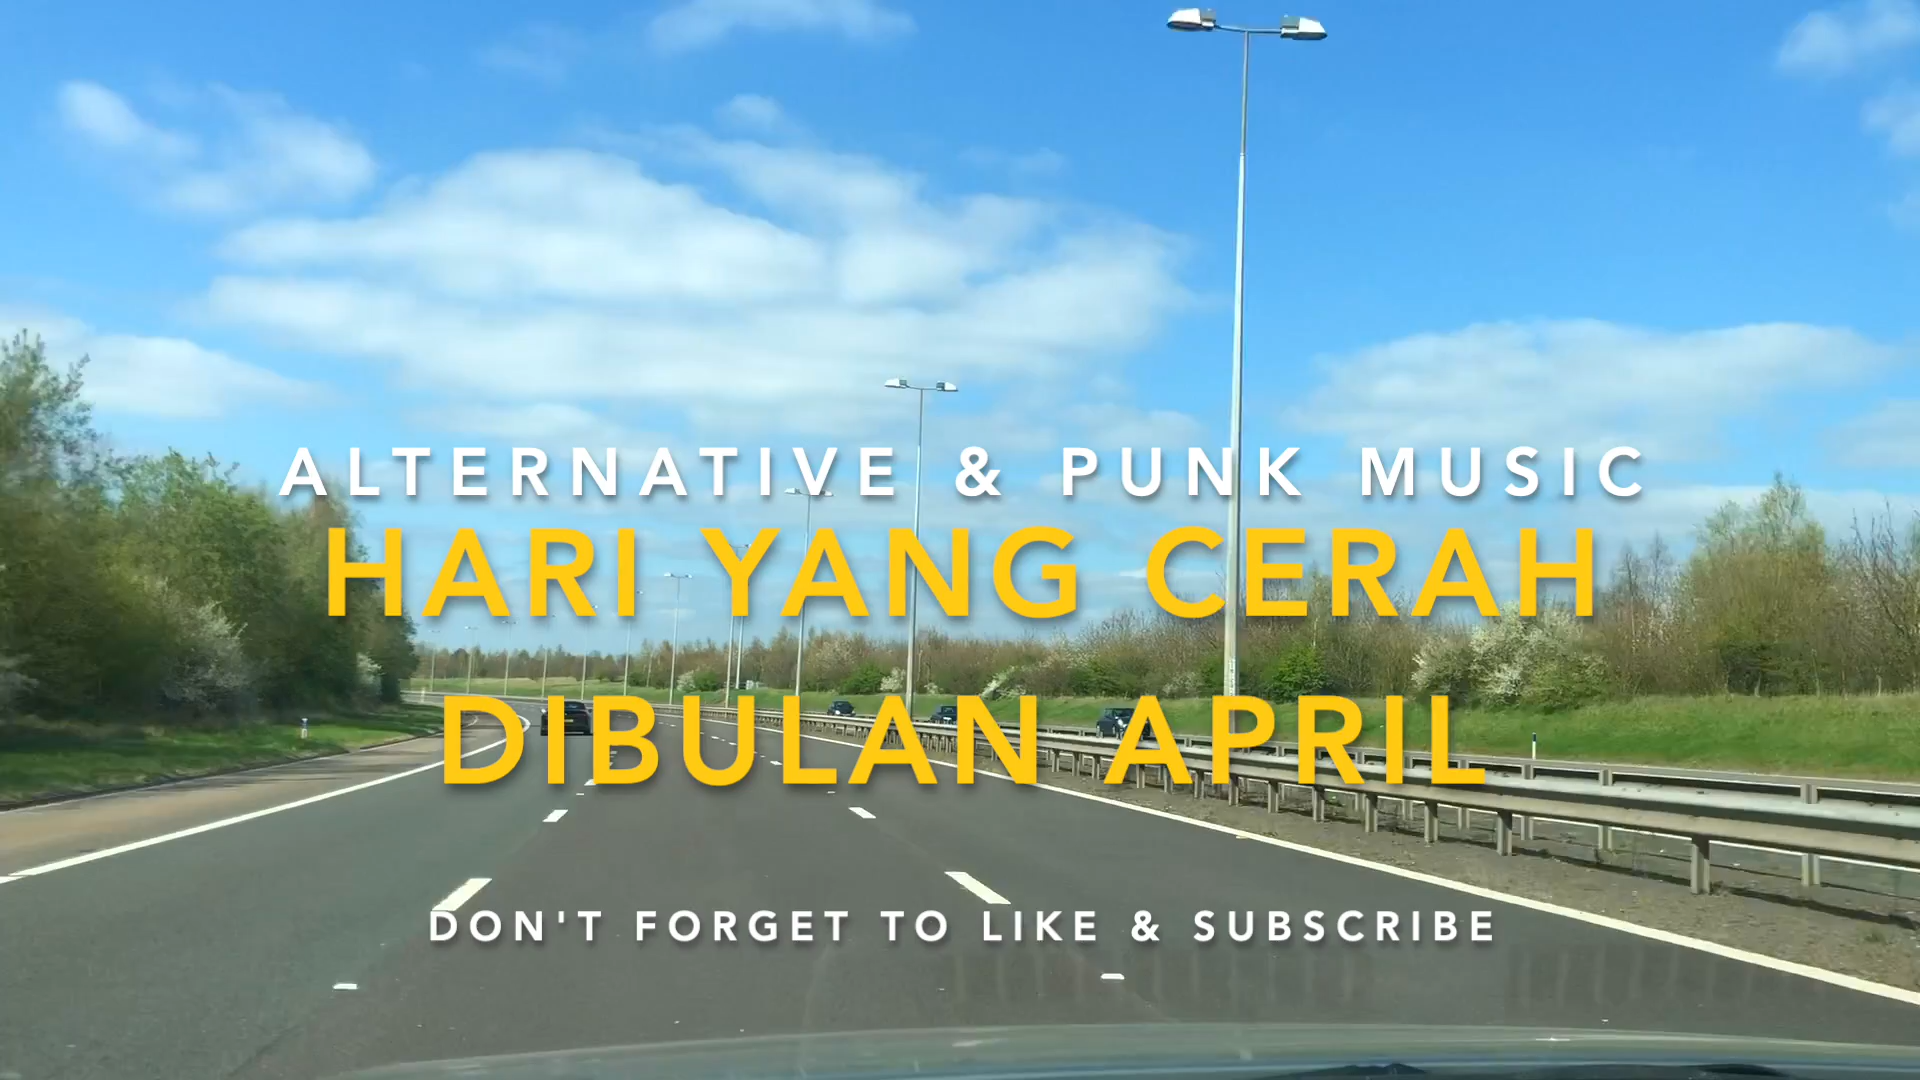 ALTERNATIVE & PUNK MUSIC
HARI YANG CERAH
DIBULAN APRIL
DON'T FORGET TO LIKE & SUBSCRIBE